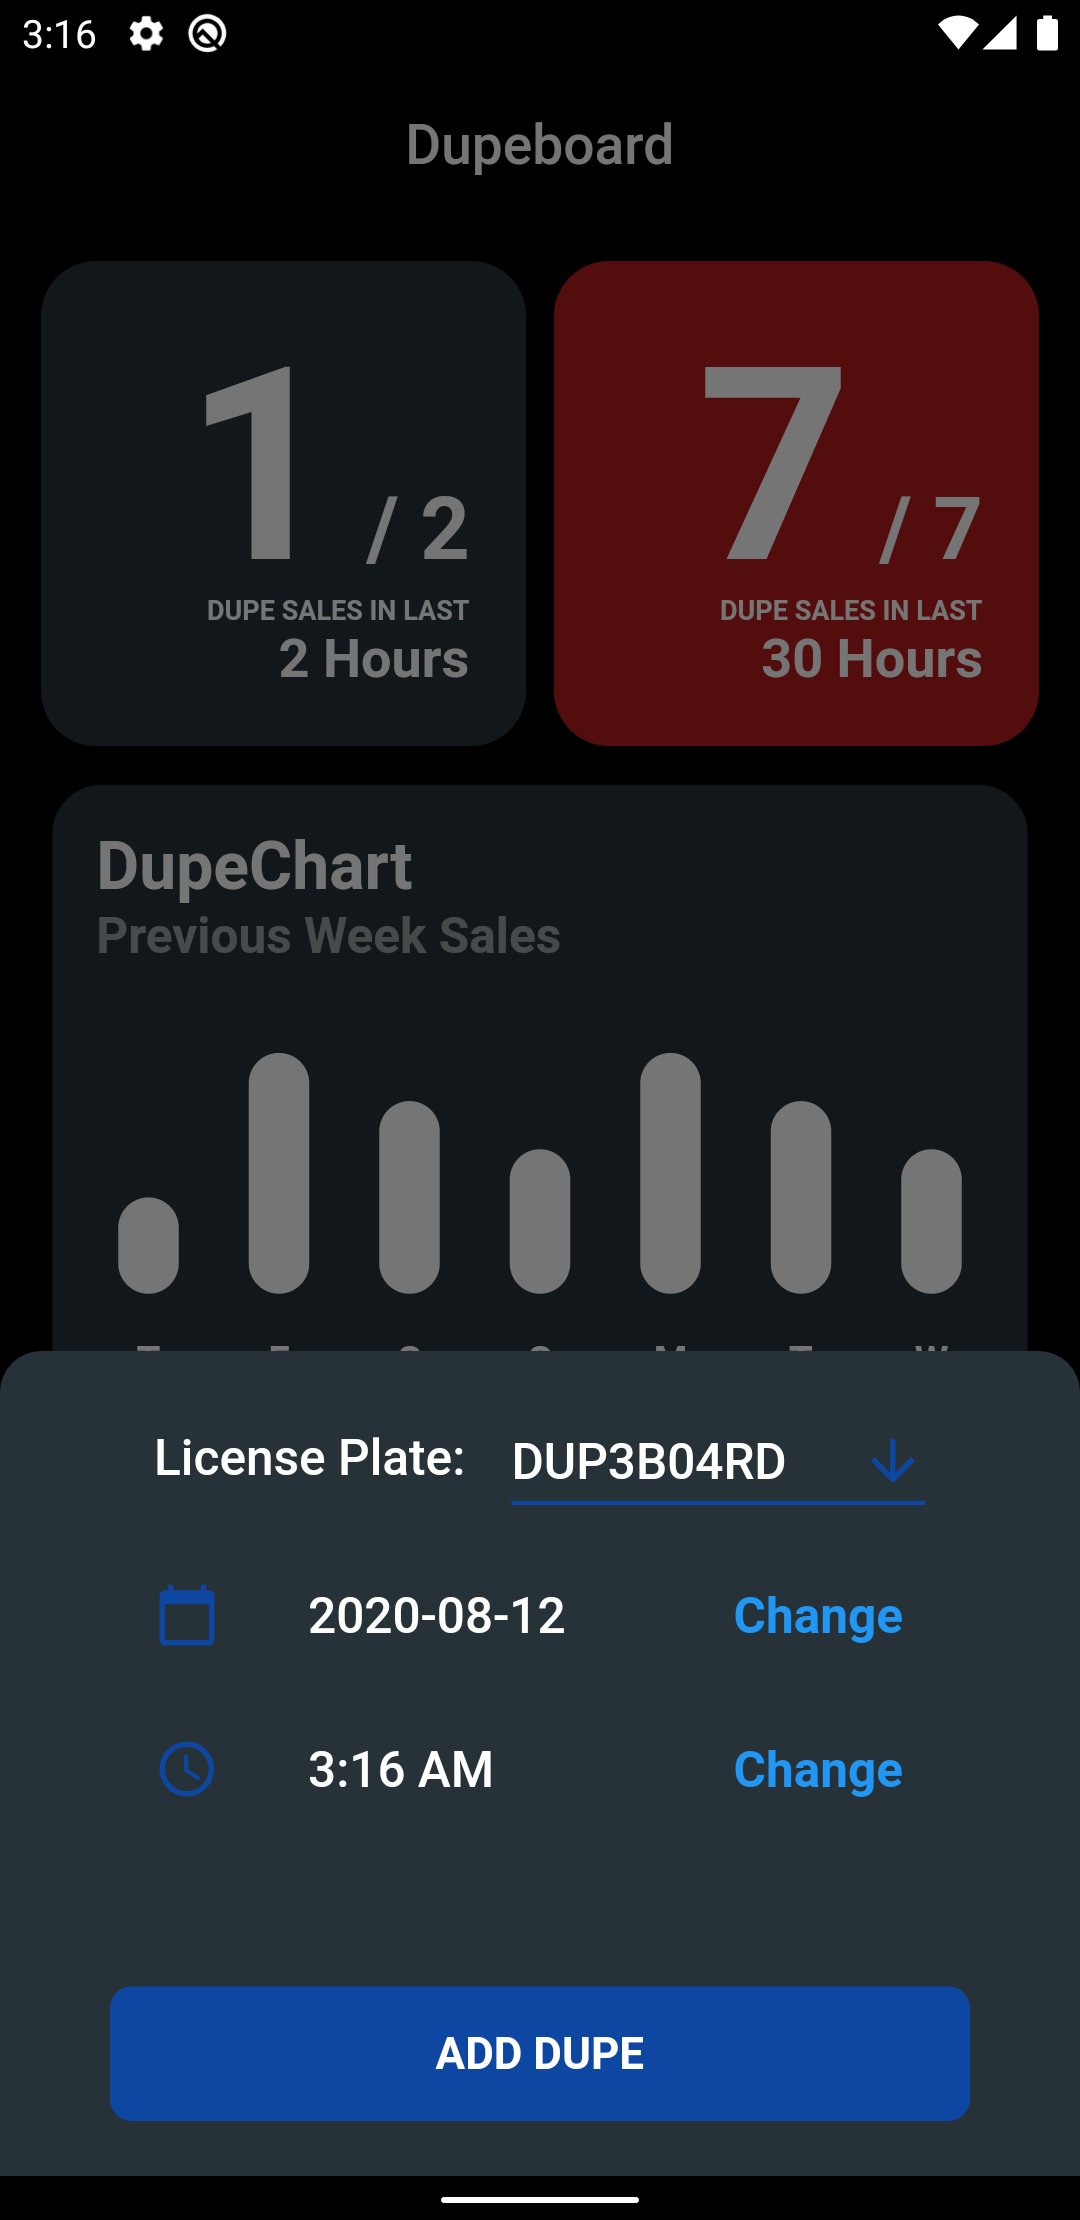 3:16
Dupeboard
1 / 2
DUPE SALES IN LAST
2 Hours
7 / 7
DUPE SALES IN LAST
30 Hours
DupeChart
Previous Week Sales
License Plate: DUP3B04RD
2020-08-12 Change
3:16 AM Change
ADD DUPE